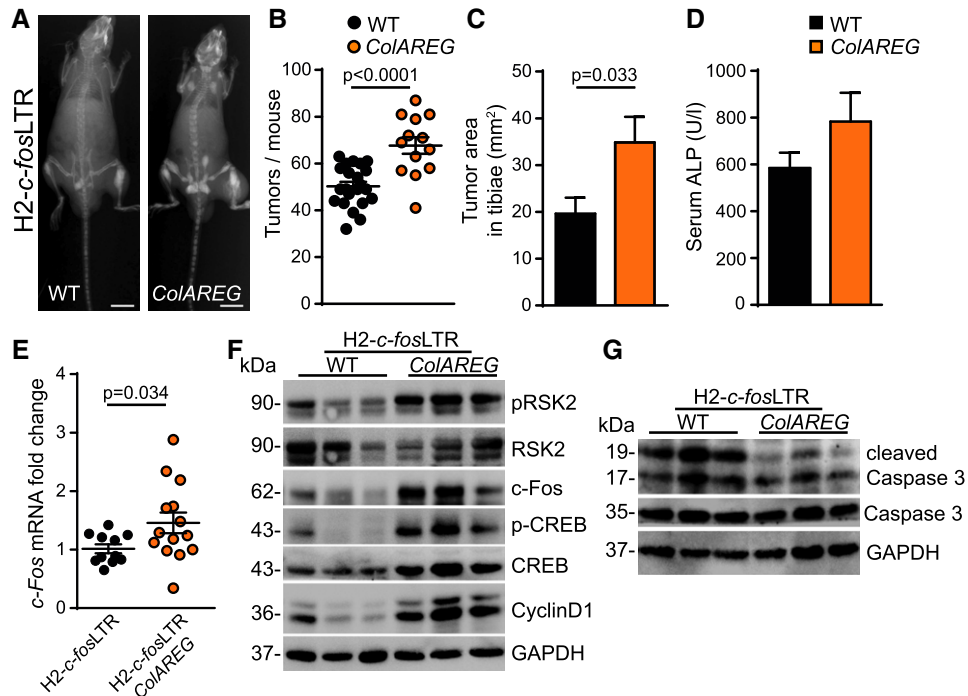 A
H2-c-fosLTR
WT
ColAREG
B
WT
ColAREG
p<0.0001
Tumors / mouse
100
80
60
40
20
0
C
p=0.033
Tumor area
in tibiae (mm²)
50
40
30
20
10
0
D
WT
ColAREG
Serum ALP (U/l)
1000
800
600
400
200
0
E
p=0.034
c-Fos mRNA fold change
4
3
2
1
0
H2-c-fosLTR
H2-c-fosLTR
ColAREG
F
H2-c-fosLTR
kDa
WT
ColAREG
90-
pRSK2
90-
RSK2
62-
c-Fos
43-
p-CREB
43-
CREB
36-
CyclinD1
37-
GAPDH
G
H2-c-fosLTR
kDa
WT
ColAREG
19-
cleaved
17-
Caspase 3
35-
Caspase 3
37-
GAPDH